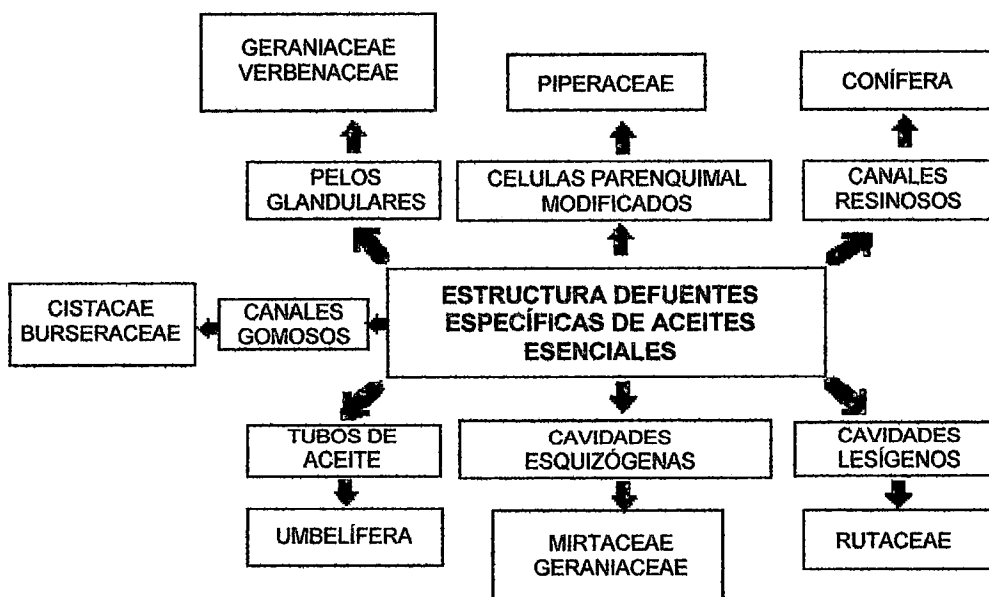 GERANIACEAE
VERBENACEAE
PIPERACEAE
CONÍFERA
PELOS
GLANDULARES
CELULAS PARENQUIMAL
MODIFICADOS
CANALES
RESINOSOS
CISTACAE
BURSERACEAE
CANALES
GOMOSOS
ESTRUCTURA DEFUENTES
ESPECÍFICAS DE ACEITES
ESENCIALES
TUBOS DE
ACEITE
CAVIDADES
ESQUIZÓGENAS
CAVIDADES
LESÍGENOS
UMBELÍFERA
MIRTACEAE
GERANIACEAE
RUTACEAE